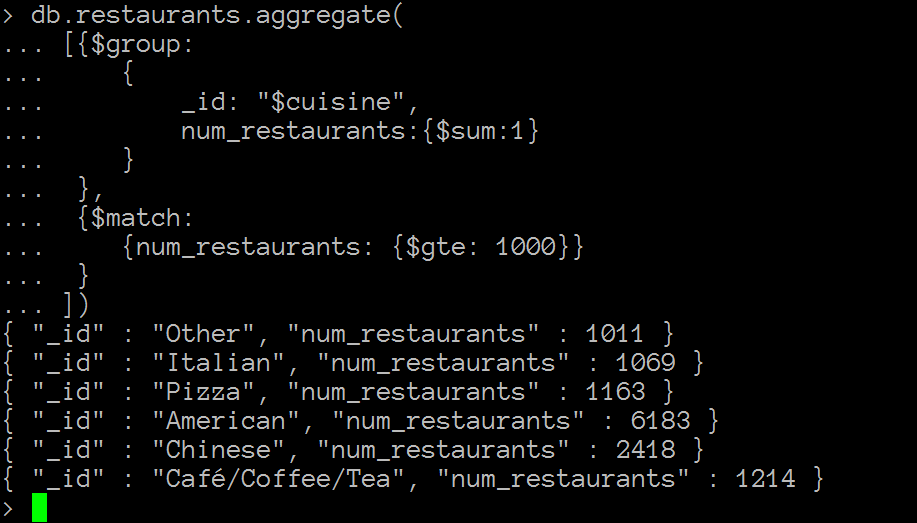 > db.restaurants.aggregate(
... [{$group:
...     {
...         _id: "$cuisine",
...         num_restaurants:{$sum:1}
...     }
...  },
...  {$match:
...     {num_restaurants: {$gte: 1000}}
...  }
... ])
{ "_id" : "Other", "num_restaurants" : 1011 }
{ "_id" : "Italian", "num_restaurants" : 1069 }
{ "_id" : "Pizza", "num_restaurants" : 1163 }
{ "_id" : "American", "num_restaurants" : 6183 }
{ "_id" : "Chinese", "num_restaurants" : 2418 }
{ "_id" : "Café/Coffee/Tea", "num_restaurants" : 1214 }
>